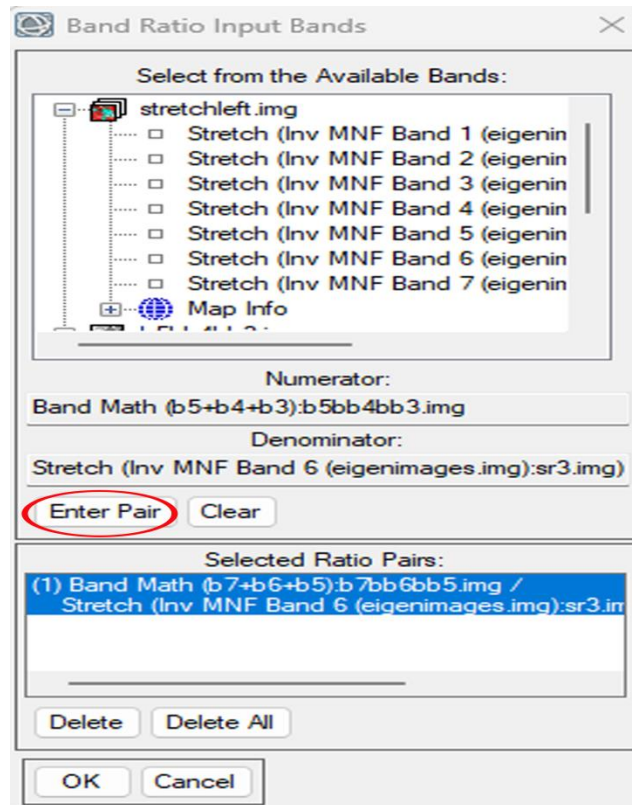 Band Ratio Input Bands
Select from the Available Bands:
stretchleft.img
Stretch (Inv MNF Band 1 (eigenin
Stretch (Inv MNF Band 2 (eigenin
Stretch (Inv MNF Band 3 (eigenin
Stretch (Inv MNF Band 4 (eigenin
Stretch (Inv MNF Band 5 (eigenin
Stretch (Inv MNF Band 6 (eigenin
Stretch (Inv MNF Band 7 (eigenin
Map Info
Numerator:
Band Math (b5+b4+b3):b5bb4bb3.img
Denominator:
Stretch (Inv MNF Band 6 (eigenimages.img):sr3.img)
Enter Pair Clear
Selected Ratio Pairs:
(1) Band Math (b7+b6+b5):b7bb6bb5.img /
Stretch (Inv MNF Band 6 (eigenimages.img):sr3.im
Delete Delete All
OK Cancel